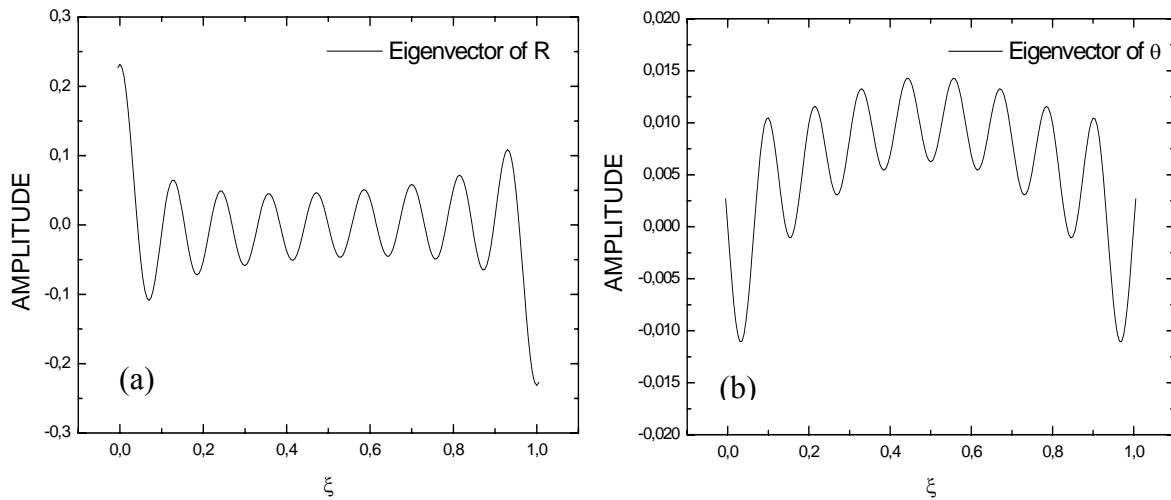 0,3
0,2
0,1
0,0
-0,1
-0,2
-0,3
AMPLITUDE
Eigenvector of R
(a)
0,0 0,2 0,4 0,6 0,8 1,0
ξ
0,020
0,015
0,010
0,005
0,000
-0,005
-0,010
-0,015
-0,020
AMPLITUDE
Eigenvector of θ
(b)
0,0 0,2 0,4 0,6 0,8 1,0
ξ